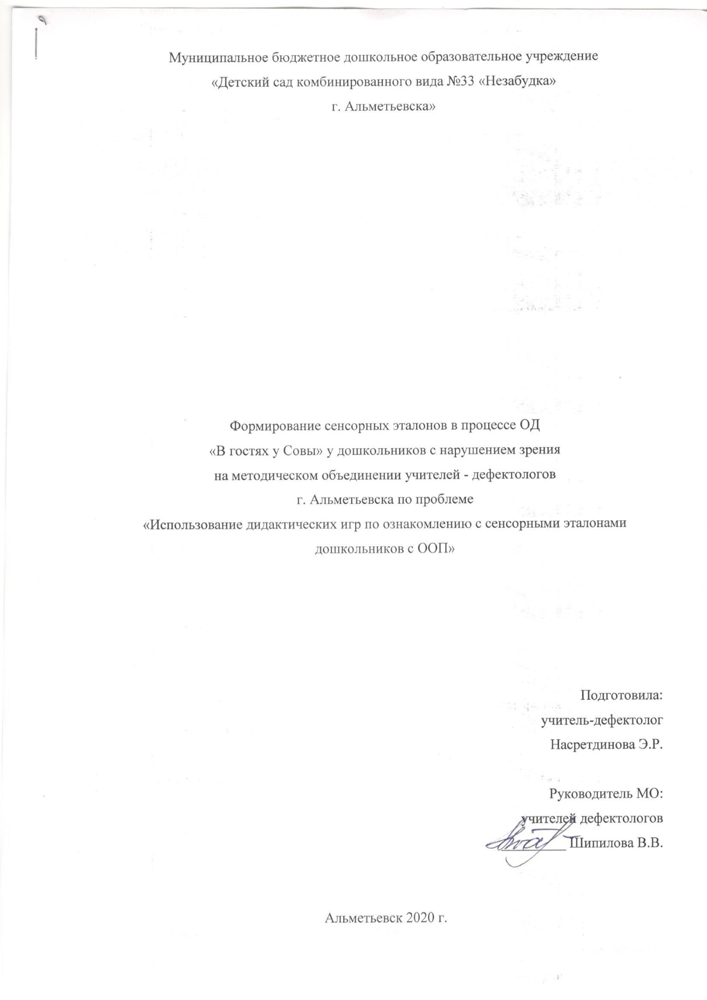 Муниципальное бюджетное дошкольное образовательное учреждение
«Детский сад комбинированного вида №33 «Незабудка»
г. Альметьевска»
Формирование сенсорных эталонов в процессе ОД
«В гостях у Совы» у дошкольников с нарушением зрения
на методическом объединении учителей - дефектологов
г. Альметьевска по проблеме
«Использование дидактических игр по ознакомлению с сенсорными эталонами
дошкольников с ООП»
Подготовила:
учитель-дефектолог
Насретдинова Э.Р.
Руководитель МО:
учителей дефектологов
Шипилова В.В.
Альметьевск 2020 г.